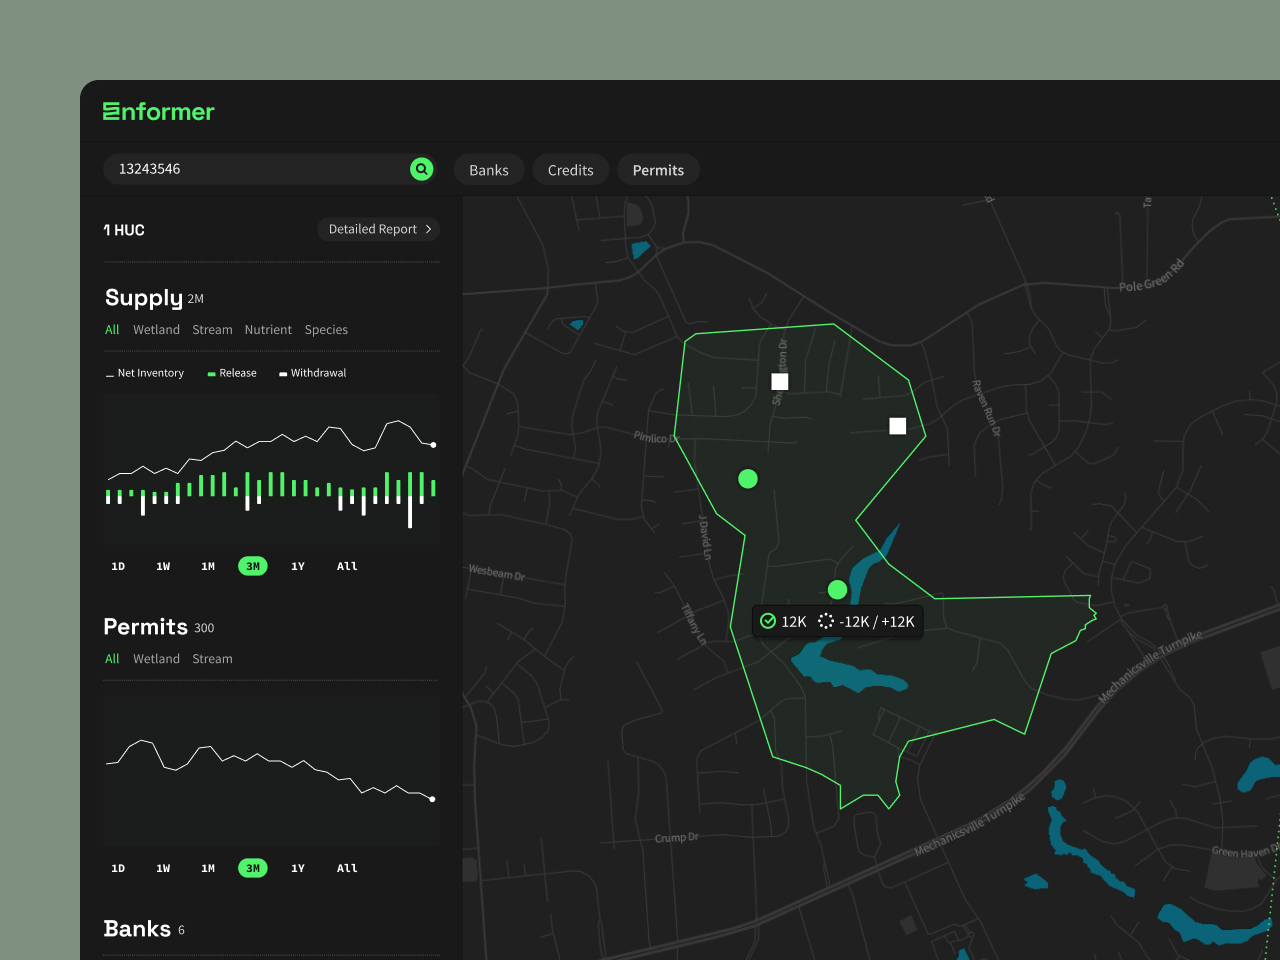 Enformer
13243546
Banks
Credits
Permits
1 HUC
Detailed Report
Supply 2M
All Wetland Stream Nutrient Species
Net Inventory Release Withdrawal
1D 1W 1M 3M 1Y All
Permits 300
All Wetland Stream
1D 1W 1M 3M 1Y All
Banks 6
Pole Green Rd
Raven Run Dr
Pimlico Dr
J David Ln
Wesbeam Dr
Tiffany Ln
12K -12K / +12K
Mechanicsville Turnpike
Mechanicsville Turnpike
Crump Dr
Green Haven D